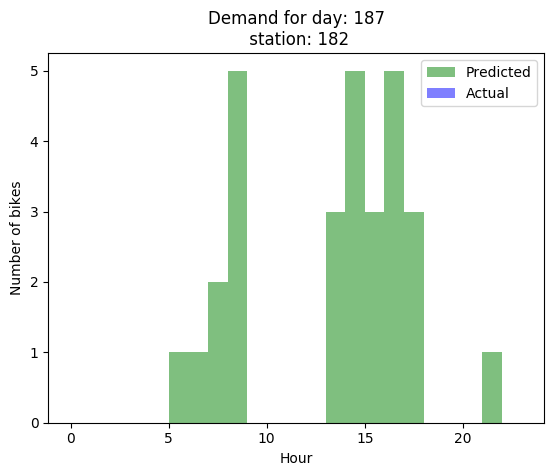 Demand for day: 187
station: 182
Predicted
Actual
Number of bikes
5
4
3
2
1
0
0 5 10 15 20
Hour